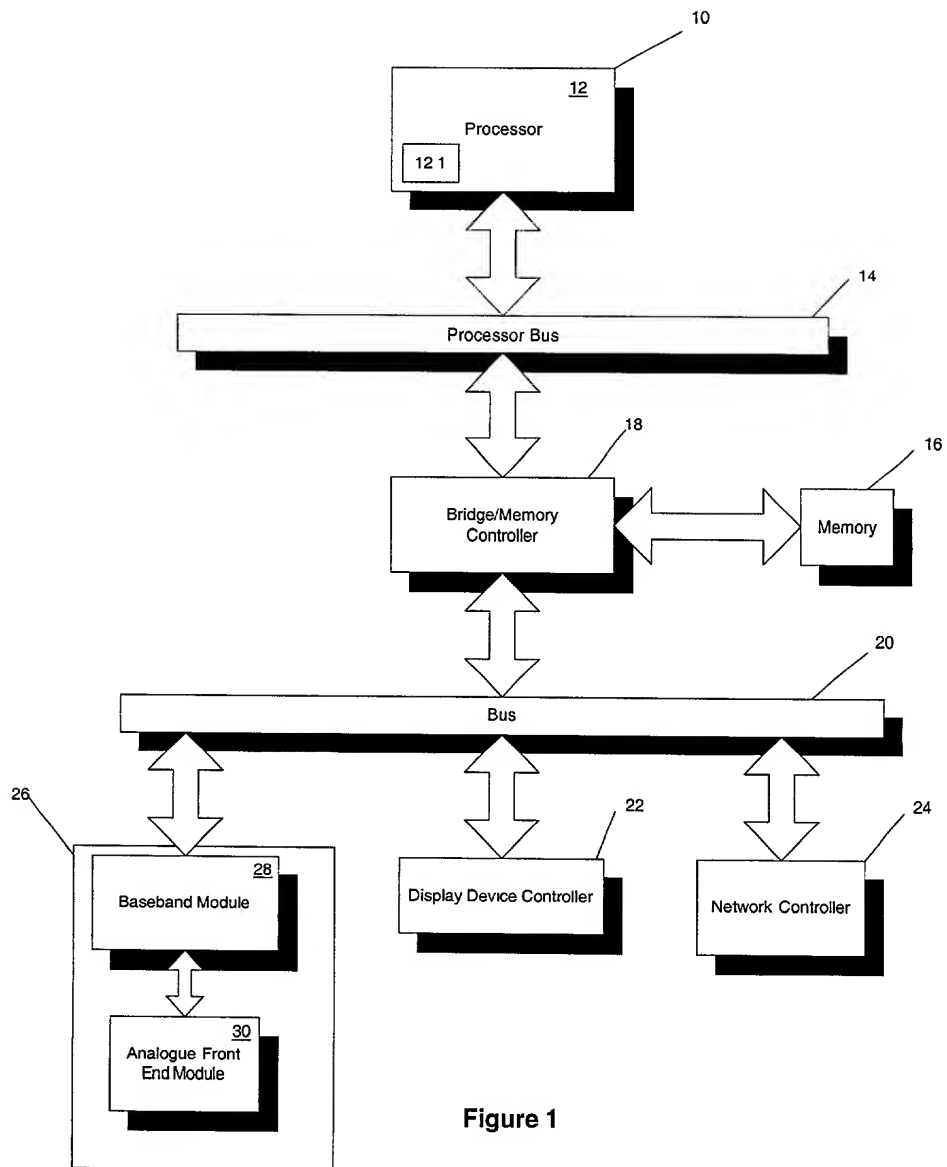 10
12
Processor
12 1
14
Processor Bus
18
16
Bridge/Memory
Controller
Memory
20
Bus
26
22
24
28
Baseband Module
Display Device Controller
Network Controller
30
Analogue Front
End Module
Figure 1